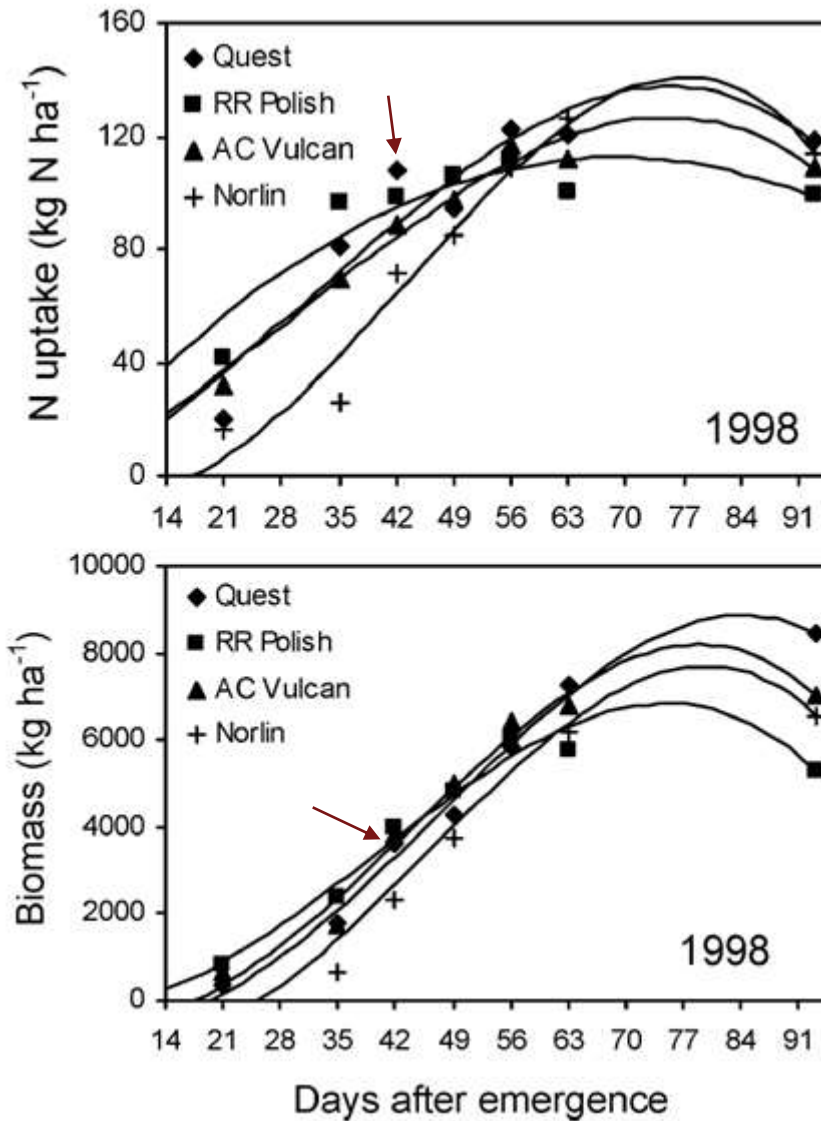 N uptake (kg N ha⁻¹)
160
120
80
40
0
Quest
RR Polish
AC Vulcan
Norlin
1998
14 21 28 35 42 49 56 63 70 77 84 91
Biomass (kg ha⁻¹)
10000
8000
6000
4000
2000
0
Quest
RR Polish
AC Vulcan
Norlin
1998
14 21 28 35 42 49 56 63 70 77 84 91
Days after emergence